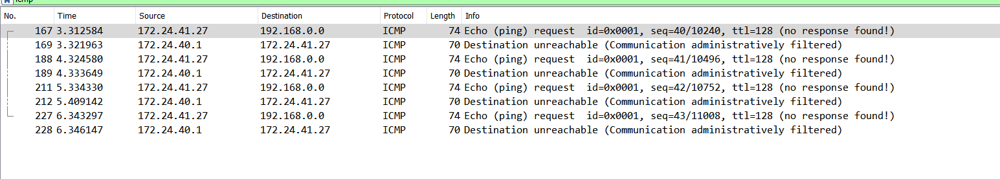 icmp
No. Time Source Destination Protocol Length Info
167 3.312584 172.24.41.27 192.168.0.0 ICMP 74 Echo (ping) request id=0x0001, seq=40/10240, ttl=128 (no response found!)
169 3.321963 172.24.40.1 172.24.41.27 ICMP 70 Destination unreachable (Communication administratively filtered)
188 4.324580 172.24.41.27 192.168.0.0 ICMP 74 Echo (ping) request id=0x0001, seq=41/10496, ttl=128 (no response found!)
189 4.333649 172.24.40.1 172.24.41.27 ICMP 70 Destination unreachable (Communication administratively filtered)
211 5.334330 172.24.41.27 192.168.0.0 ICMP 74 Echo (ping) request id=0x0001, seq=42/10752, ttl=128 (no response found!)
212 5.409142 172.24.40.1 172.24.41.27 ICMP 70 Destination unreachable (Communication administratively filtered)
227 6.343297 172.24.41.27 192.168.0.0 ICMP 74 Echo (ping) request id=0x0001, seq=43/11008, ttl=128 (no response found!)
228 6.346147 172.24.40.1 172.24.41.27 ICMP 70 Destination unreachable (Communication administratively filtered)